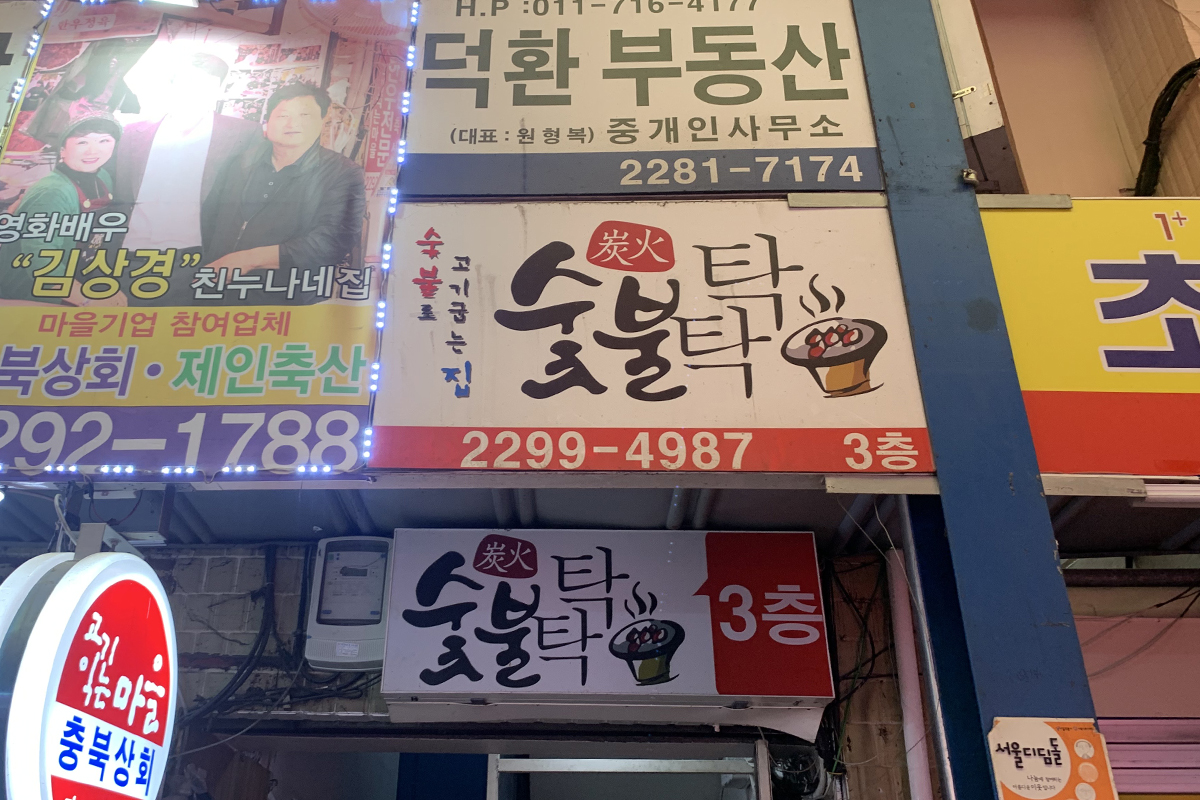 H.P :011-716-4177
덕환 부동산
(대표 : 원형복) 중개인사무소
2281-7174
영화배우
“김상경” 친누나네집
마을기업 참여업체
북상회 • 제인축산
292-1788
숯불로
고기굽는
집
炭火
숯불
탁
탁
2299-4987 3층
1+
초
炭火
숯불
탁
탁
3층
고기
익는 마을
충북상회
서울디딤돌